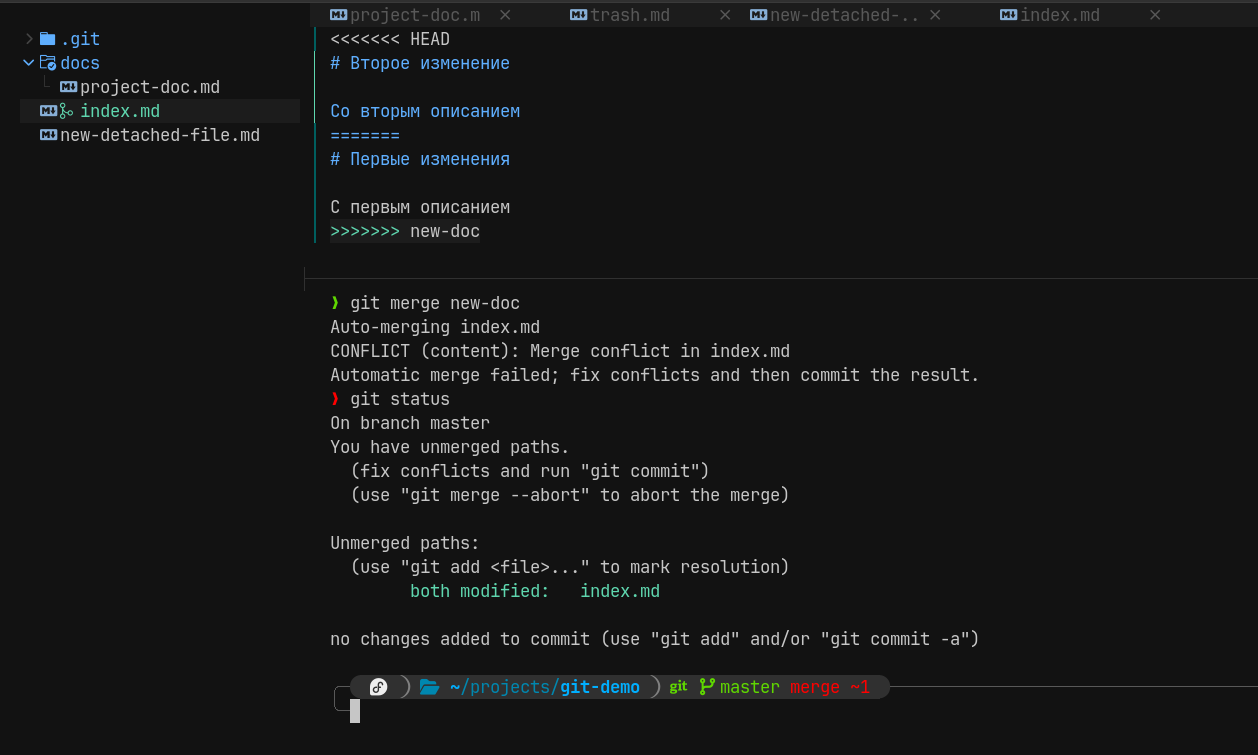 project-doc.m trash.md new-detached-.. index.md
.git
docs
project-doc.md
index.md
new-detached-file.md
<<<<<<< HEAD
# Второе изменение
Со вторым описанием
=======
# Первые изменения
С первым описанием
>>>>>>> new-doc
❯ git merge new-doc
Auto-merging index.md
CONFLICT (content): Merge conflict in index.md
Automatic merge failed; fix conflicts and then commit the result.
❯ git status
On branch master
You have unmerged paths.
  (fix conflicts and run "git commit")
  (use "git merge --abort" to abort the merge)
Unmerged paths:
  (use "git add <file>..." to mark resolution)
        both modified:   index.md
no changes added to commit (use "git add" and/or "git commit -a")
~/projects/git-demo git master merge ~1